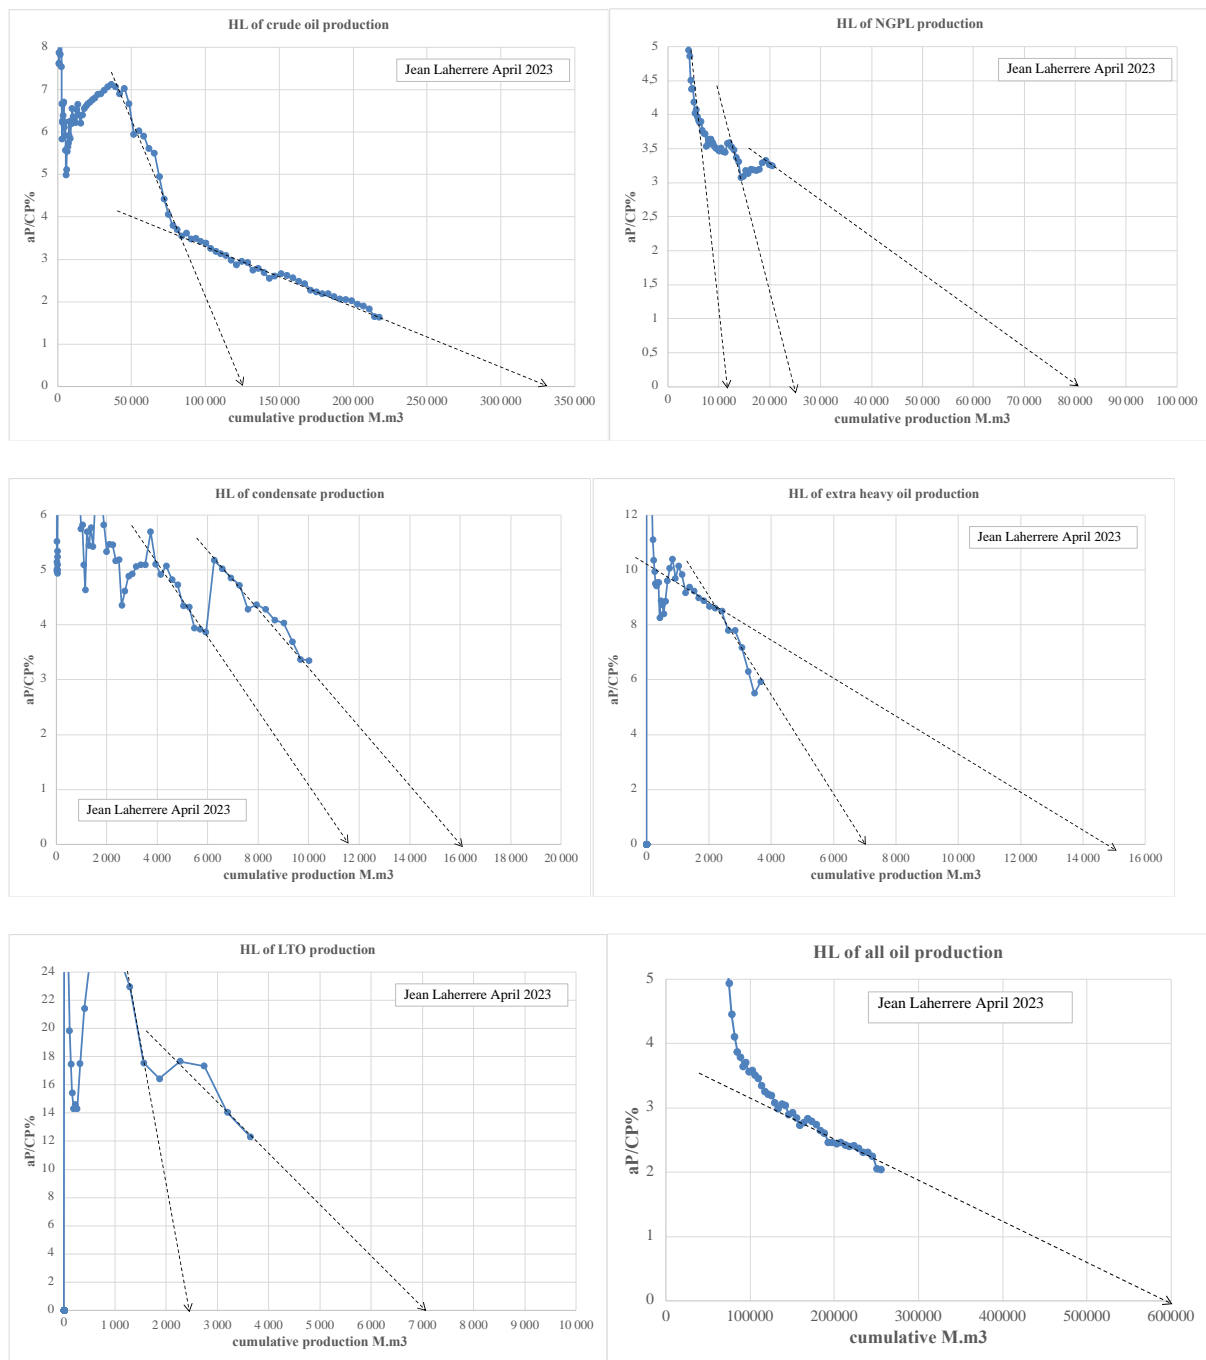 HL of crude oil production
Jean Laherrere April 2023
aP/CP%
8
7
6
5
4
3
2
1
0
0 50 000 100 000 150 000 200 000 250 000 300 000 350 000
cumulative production M.m3
HL of NGPL production
Jean Laherrere April 2023
aP/CP%
5
4,5
4
3,5
3
2,5
2
1,5
1
0,5
0
0 10 000 20 000 30 000 40 000 50 000 60 000 70 000 80 000 90 000 100 000
cumulative production M.m3
HL of condensate production
aP/CP%
6
5
4
3
2
1
0
Jean Laherrere April 2023
0 2 000 4 000 6 000 8 000 10 000 12 000 14 000 16 000 18 000 20 000
cumulative production M.m3
HL of extra heavy oil production
Jean Laherrere April 2023
aP/CP%
12
10
8
6
4
2
0
0 2 000 4 000 6 000 8 000 10 000 12 000 14 000 16 000
cumulative production M.m3
HL of LTO production
Jean Laherrere April 2023
aP/CP%
24
22
20
18
16
14
12
10
8
6
4
2
0
0 1 000 2 000 3 000 4 000 5 000 6 000 7 000 8 000 9 000 10 000
cumulative production M.m3
HL of all oil production
Jean Laherrere April 2023
aP/CP%
5
4
3
2
1
0
0 100000 200000 300000 400000 500000 600000
cumulative M.m3